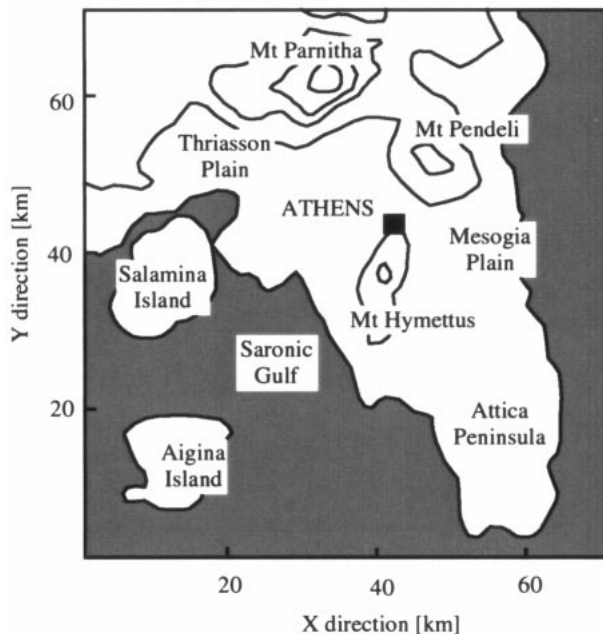 Mt Parnitha
60
Mt Pendeli
Thriasson
Plain
ATHENS
Mesogia
Plain
40
Salamina
Island
Mt Hymettus
Saronic
Gulf
20
Attica
Peninsula
Aigina
Island
20
40
60
X direction [km]
Y direction [km]